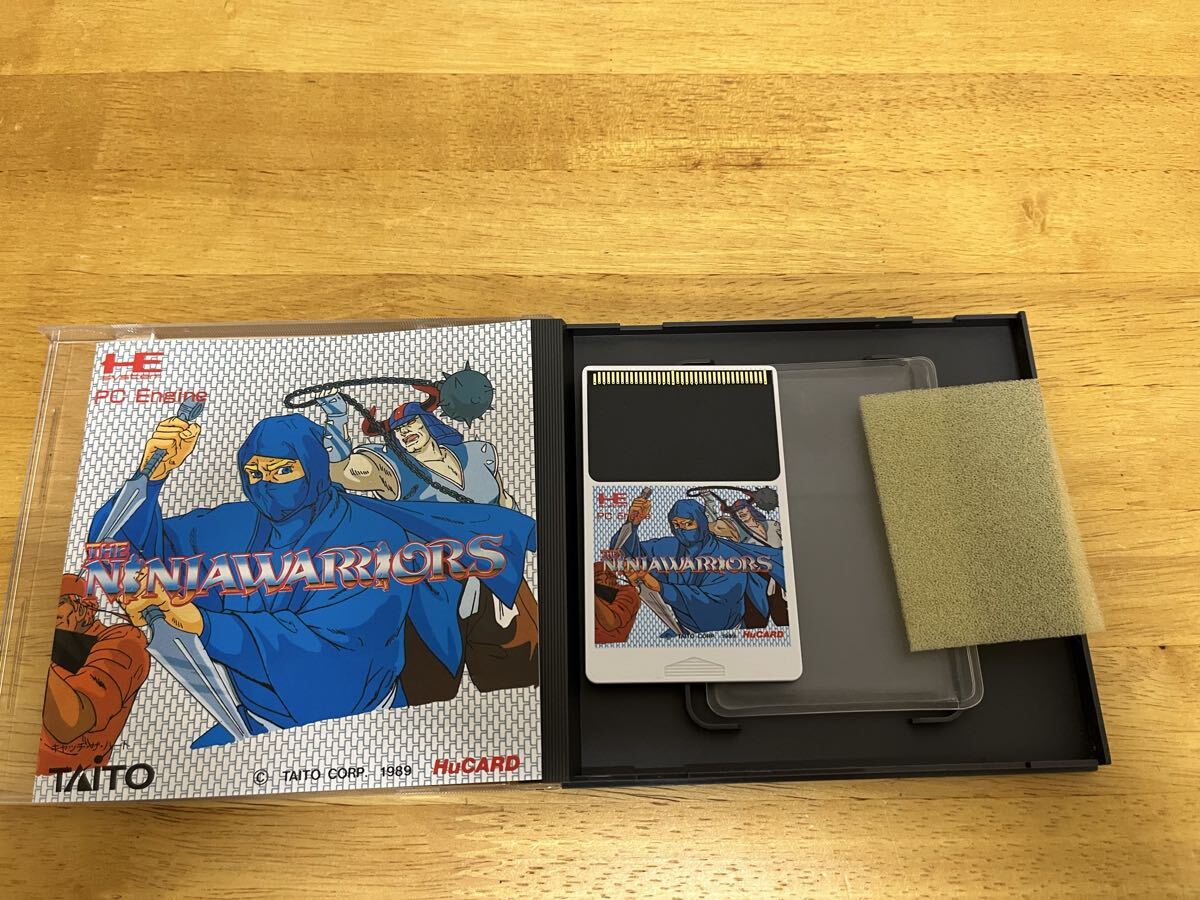 HE
SYSTEM
PC Engine
THE
NINJAWARRIORS
キャッチ・ザ・ハート
TAITO
© TAITO CORP. 1989 HuCARD
HE
PC Engine
THE
NINJAWARRIORS
TAITO CORP. 1989 HuCARD